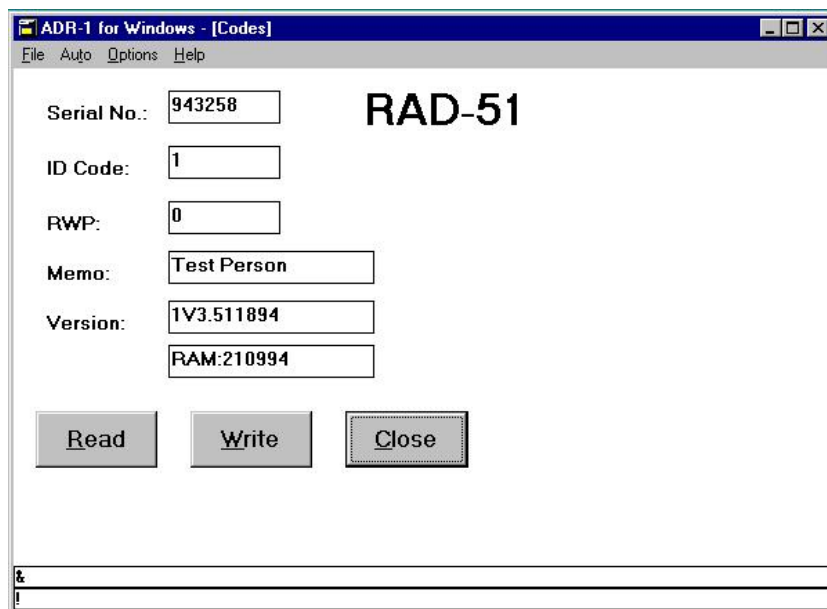 ADR-1 for Windows - [Codes]
File Auto Options Help
Serial No.: 943258 RAD-51
ID Code: 1
RWP: 0
Memo: Test Person
Version: 1V3.511894
RAM:210994
Read Write Close
&
!